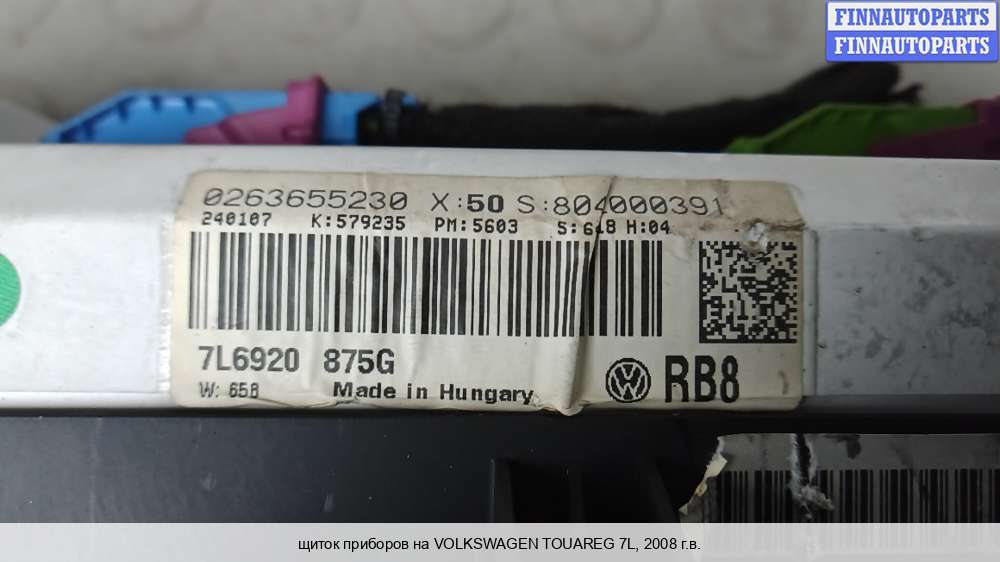 FINNAUTOPARTS
FINNAUTOPARTS
0263655230 X:50 S:804000391
240107 K:579235 PM:5603 S:648 H:04
7L6920 875G
W: 658 Made in Hungary
RB8
щиток приборов на VOLKSWAGEN TOUAREG 7L, 2008 г.в.